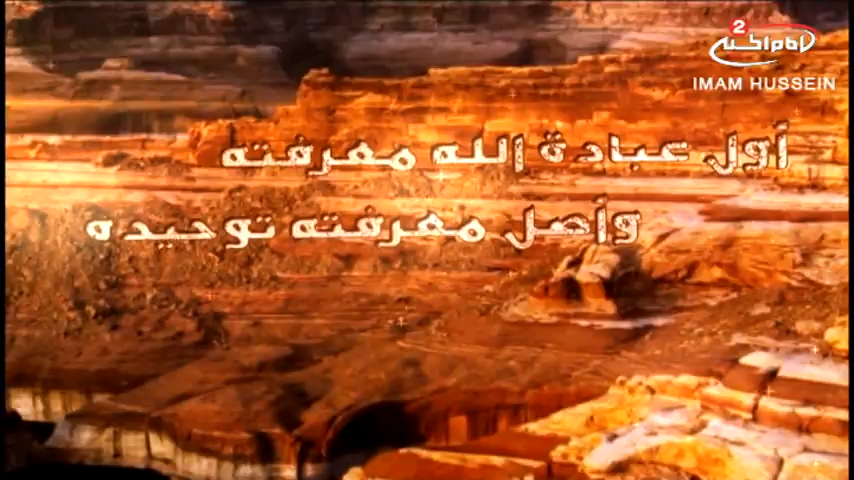 2
الإمام الحسين
IMAM HUSSEIN
أول عبادة الله معرفته
وأصل معرفته توحيده